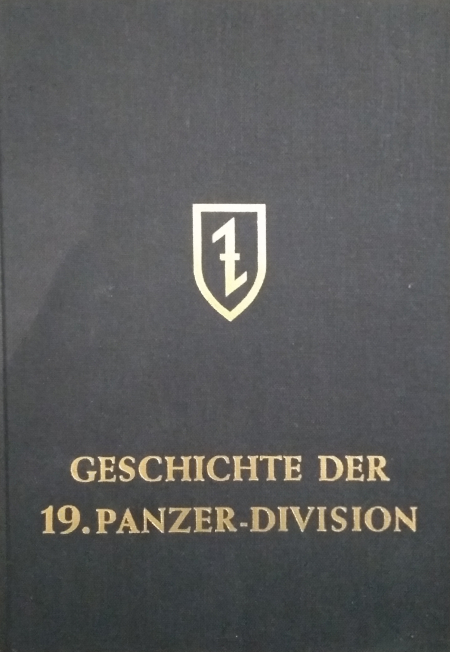 GESCHICHTE DER
19. PANZER-DIVISION